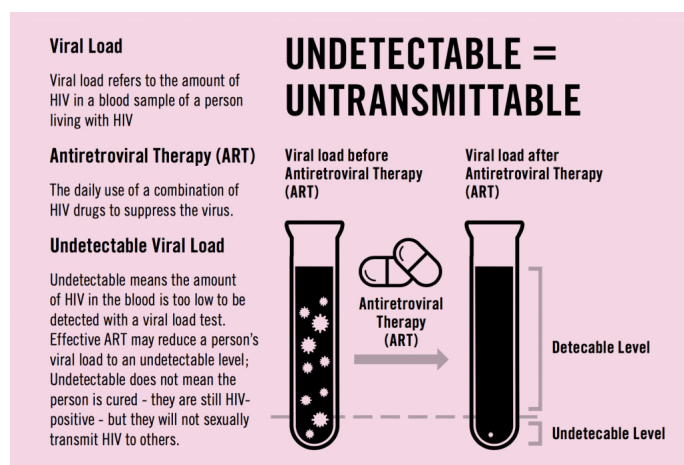 Viral Load
Viral load refers to the amount of
HIV in a blood sample of a person
living with HIV
Antiretroviral Therapy (ART)
The daily use of a combination of
HIV drugs to suppress the virus.
Undetectable Viral Load
Undetectable means the amount
of HIV in the blood is too low to be
detected with a viral load test.
Effective ART may reduce a person's
viral load to an undetectable level;
Undetectable does not mean the
person is cured - they are still HIV-
positive - but they will not sexually
transmit HIV to others.
UNDETECTABLE =
UNTRANSMITTABLE
Viral load before
Antiretroviral Therapy
(ART)
Viral load after
Antiretroviral Therapy
(ART)
Antiretroviral
Therapy
(ART)
Detecable Level
Undetecable Level